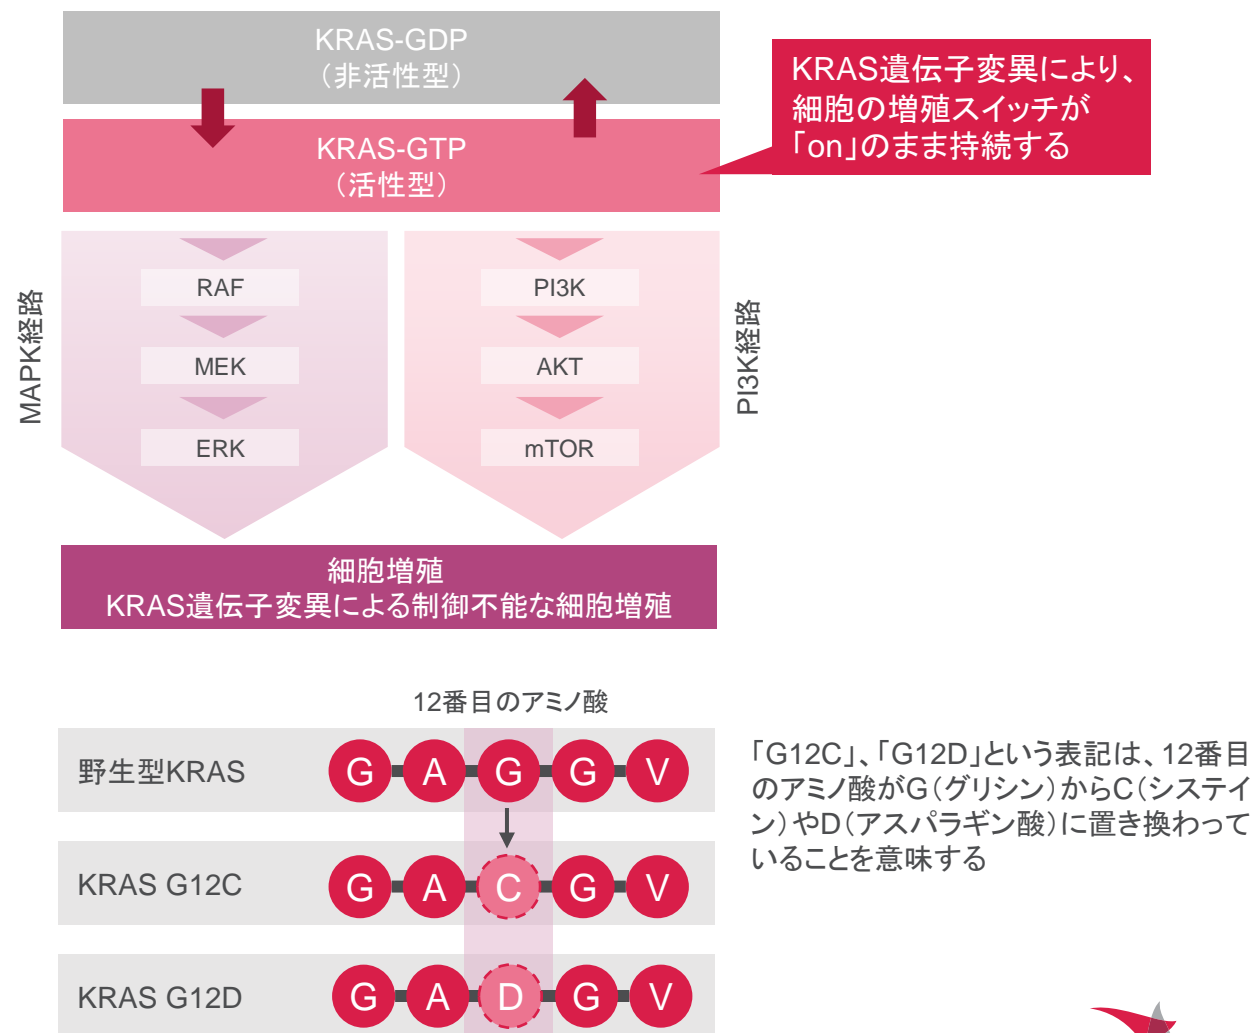 KRAS-GDP
（非活性型）
KRAS-GTP
（活性型）
KRAS遺伝子変異により、
細胞の増殖スイッチが
「on」のまま持続する
MAPK経路
RAF
MEK
ERK
PI3K
AKT
mTOR
PI3K経路
細胞増殖
KRAS遺伝子変異による制御不能な細胞増殖
12番目のアミノ酸
野生型KRAS
G A G G V
KRAS G12C
G A C G V
KRAS G12D
G A D G V
「G12C」、「G12D」という表記は、12番目
のアミノ酸がG（グリシン）からC（システイ
ン）やD（アスパラギン酸）に置き換わって
いることを意味する